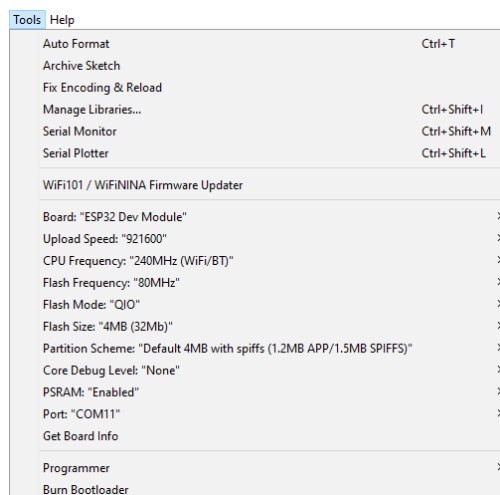 Tools Help
Auto Format Ctrl+T
Archive Sketch
Fix Encoding & Reload
Manage Libraries... Ctrl+Shift+I
Serial Monitor Ctrl+Shift+M
Serial Plotter Ctrl+Shift+L
WiFi101 / WiFiNINA Firmware Updater
Board: "ESP32 Dev Module"
Upload Speed: "921600"
CPU Frequency: "240MHz (WiFi/BT)"
Flash Frequency: "80MHz"
Flash Mode: "QIO"
Flash Size: "4MB (32Mb)"
Partition Scheme: "Default 4MB with spiffs (1.2MB APP/1.5MB SPIFFS)"
Core Debug Level: "None"
PSRAM: "Enabled"
Port: "COM11"
Get Board Info
Programmer
Burn Bootloader